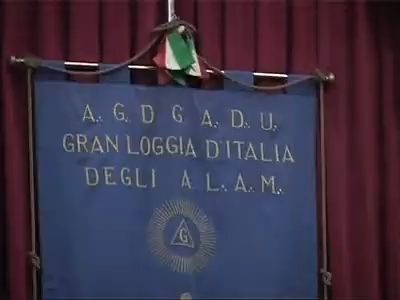 A∴ G∴ D∴ G∴ A∴ D∴ U∴
GRAN LOGGIA D'ITALIA
DEGLI A∴ L∴ A∴ M∴
G